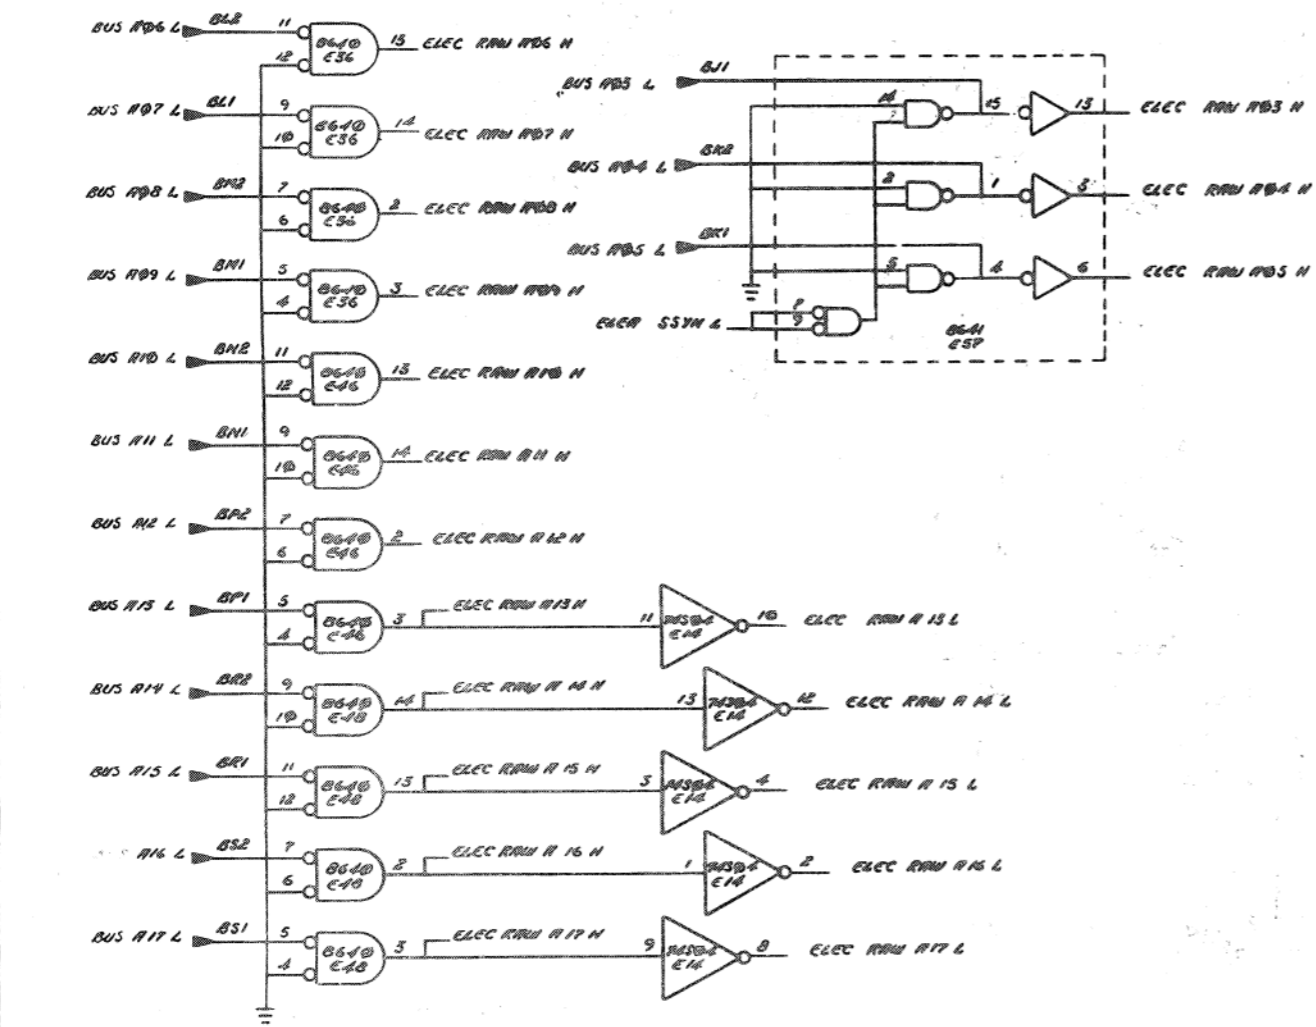 BUS A06 L BL2 11 8640 E36 13 ELEC RAW A06 H
12
BUS A07 L BL1 9 8640 E36 14 ELEC RAW A07 H
10
BUS A08 L BM2 7 8640 E36 2 ELEC RAW A08 H
6
BUS A09 L BM1 5 8640 E36 3 ELEC RAW A09 H
4
BUS A10 L BN2 11 8640 E46 13 ELEC RAW A10 H
12
BUS A11 L BN1 9 8640 E46 14 ELEC RAW A11 H
10
BUS A12 L BP2 7 8640 E46 2 ELEC RAW A12 H
6
BUS A13 L BP1 5 8640 E46 3 ELEC RAW A13 H 11 74S04 E14 10 ELEC RAW A 13 L
4
BUS A14 L BR2 9 8640 E48 14 ELEC RAW A 14 H 13 74S04 E14 12 ELEC RAW A 14 L
10
BUS A15 L BR1 11 8640 E48 13 ELEC RAW A 15 H 3 74S04 E14 4 ELEC RAW A 15 L
12
A16 L BS2 7 8640 E48 2 ELEC RAW A 16 H 1 74S04 E14 2 ELEC RAW A16 L
6
BUS A17 L BS1 5 8640 E48 3 ELEC RAW A17 H 9 74S04 E14 8 ELEC RAW A17 L
4
BUS A03 L BJ1
14 15 13 ELEC RAW A03 H
BUS A04 L BK2
2 1 3 ELEC RAW A04 H
BUS A05 L BK1
5 4 6 ELEC RAW A05 H
SSYN L
9
8641
E57